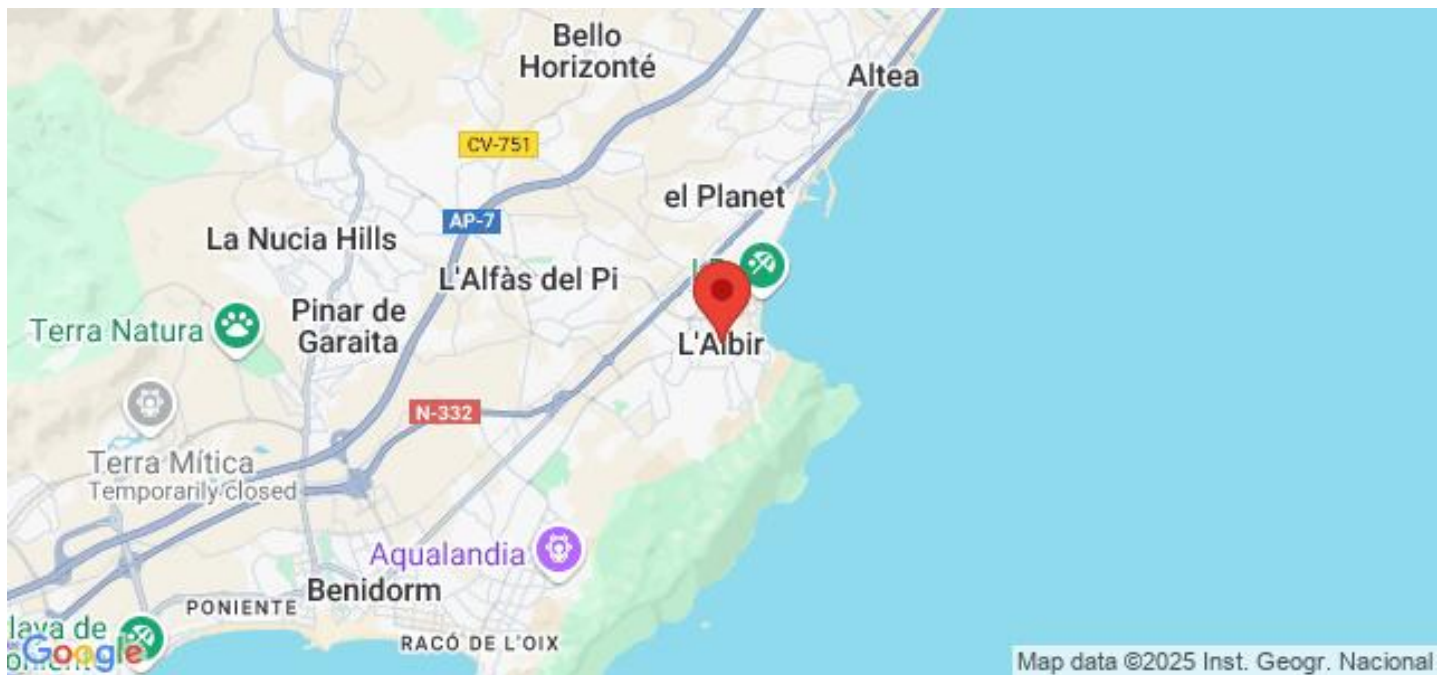 Bello
Horizonté
Altea
CV-751
el Planet
AP-7
La Nucia Hills
L'Alfàs del Pi
Terra Natura
Pinar de
Garaita
L'Albir
N-332
Terra Mítica
Temporarily closed
Aqualandia
Benidorm
PONIENTE
RACÓ DE L'OIX
laya de
Google
Map data ©2025 Inst. Geogr. Nacional